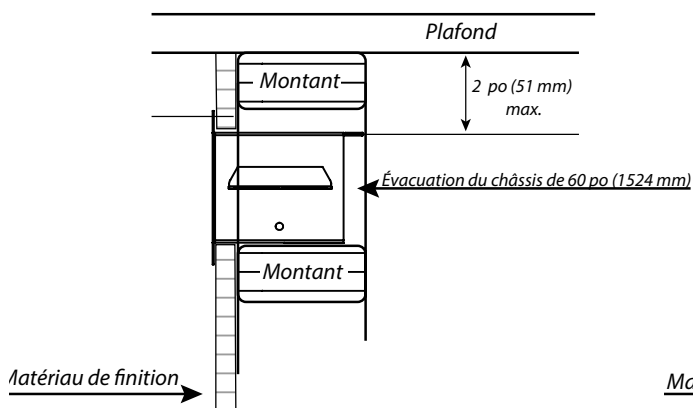 Plafond
Montant
2 po (51 mm)
max.
Évacuation du châssis de 60 po (1524 mm)
Montant
Matériau de finition
Ma